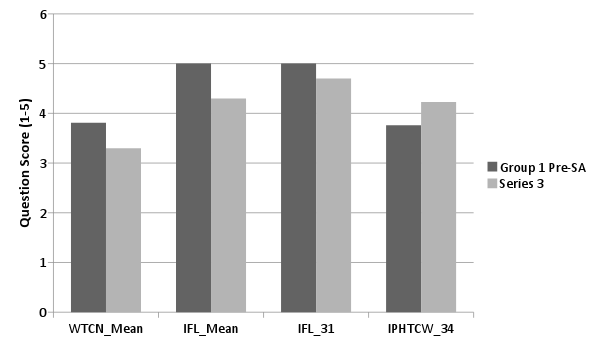 6
5
4
3
2
1
0
Question Score (1-5)
WTCN_Mean
IFL_Mean
IFL_31
IPHTCW_34
Group 1 Pre-SA
Series 3